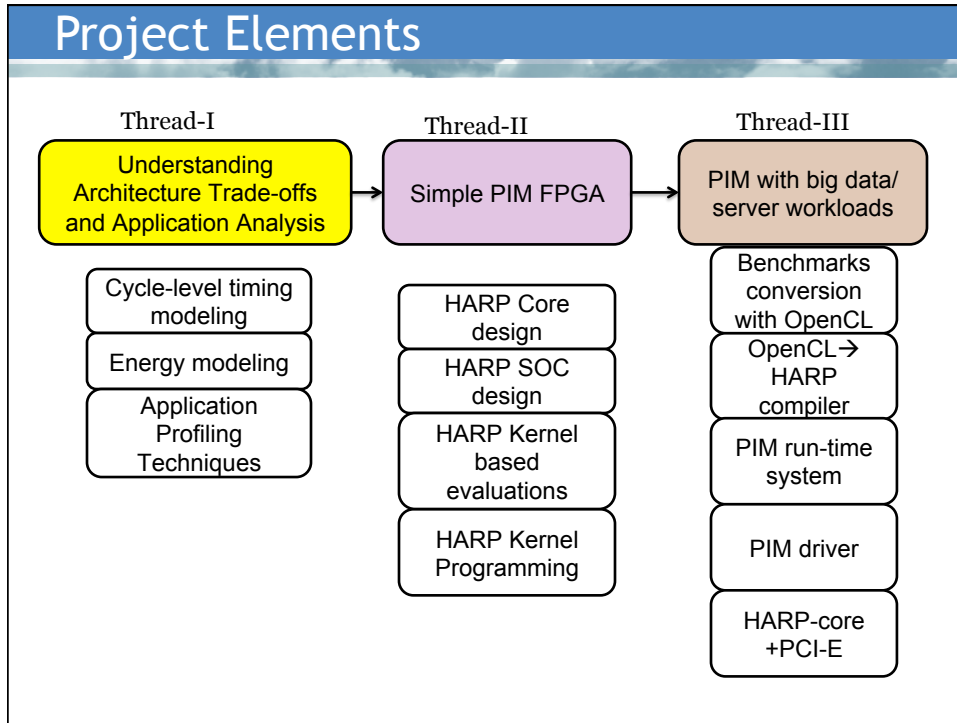 Project Elements
Thread-I
Understanding
Architecture Trade-offs
and Application Analysis
Cycle-level timing
modeling
Energy modeling
Application
Profiling
Techniques
Thread-II
Simple PIM FPGA
HARP Core
design
HARP SOC
design
HARP Kernel
based
evaluations
HARP Kernel
Programming
Thread-III
PIM with big data/
server workloads
Benchmarks
conversion
with OpenCL
OpenCL→
HARP
compiler
PIM run-time
system
PIM driver
HARP-core
+PCI-E